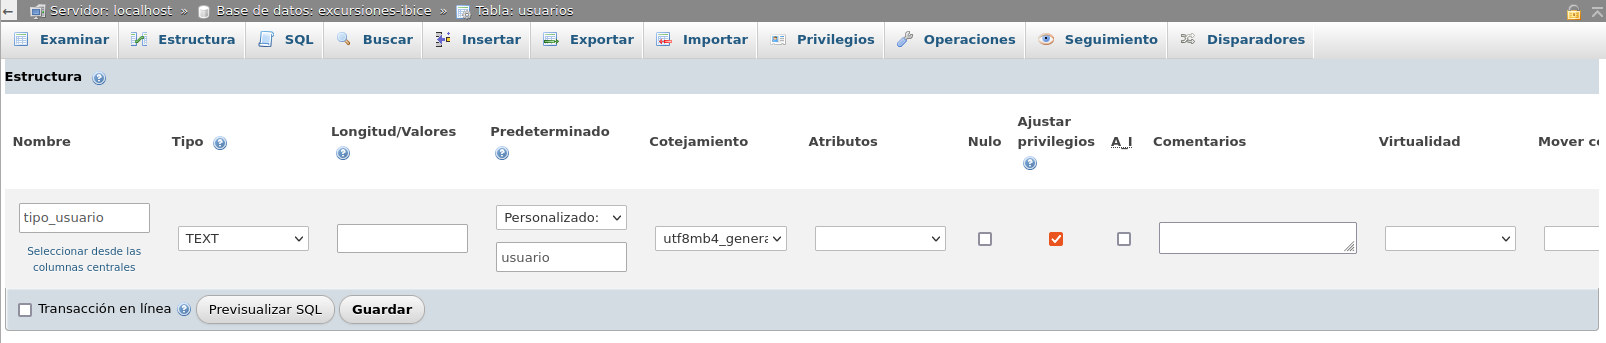 Servidor: localhost » Base de datos: excursiones-ibice » Tabla: usuarios
Examinar Estructura SQL Buscar Insertar Exportar Importar Privilegios Operaciones Seguimiento Disparadores
Estructura
Nombre Tipo Longitud/Valores Predeterminado Cotejamiento Atributos Nulo Ajustar privilegios A_I Comentarios Virtualidad Mover co
tipo_usuario
Seleccionar desde las
columnas centrales
TEXT
Personalizado:
usuario
utf8mb4_genera
Transacción en línea Previsualizar SQL Guardar